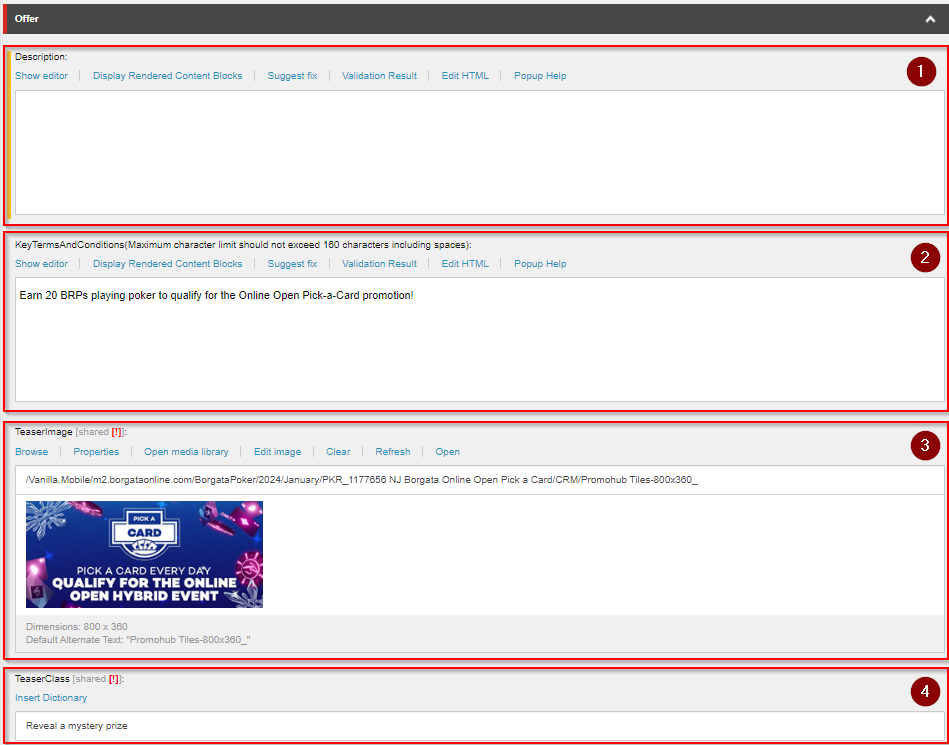 Offer
Description:
Show editor Display Rendered Content Blocks Suggest fix Validation Result Edit HTML Popup Help
1
KeyTermsAndConditions(Maximum character limit should not exceed 160 characters including spaces):
Show editor Display Rendered Content Blocks Suggest fix Validation Result Edit HTML Popup Help
2
Earn 20 BRPs playing poker to qualify for the Online Open Pick-a-Card promotion!
TeaserImage [shared [!]]:
3
Browse Properties Open media library Edit image Clear Refresh Open
/Vanilla.Mobile/m2.borgataonline.com/BorgataPoker/2024/January/PKR_1177656 NJ Borgata Online Open Pick a Card/CRM/Promohub Tiles-800x360_
PICK A
CARD
PICK A CARD EVERY DAY
QUALIFY FOR THE ONLINE
OPEN HYBRID EVENT
Dimensions: 800 x 360
Default Alternate Text: "Promohub Tiles-800x360_"
TeaserClass [shared [!]]:
4
Insert Dictionary
Reveal a mystery prize